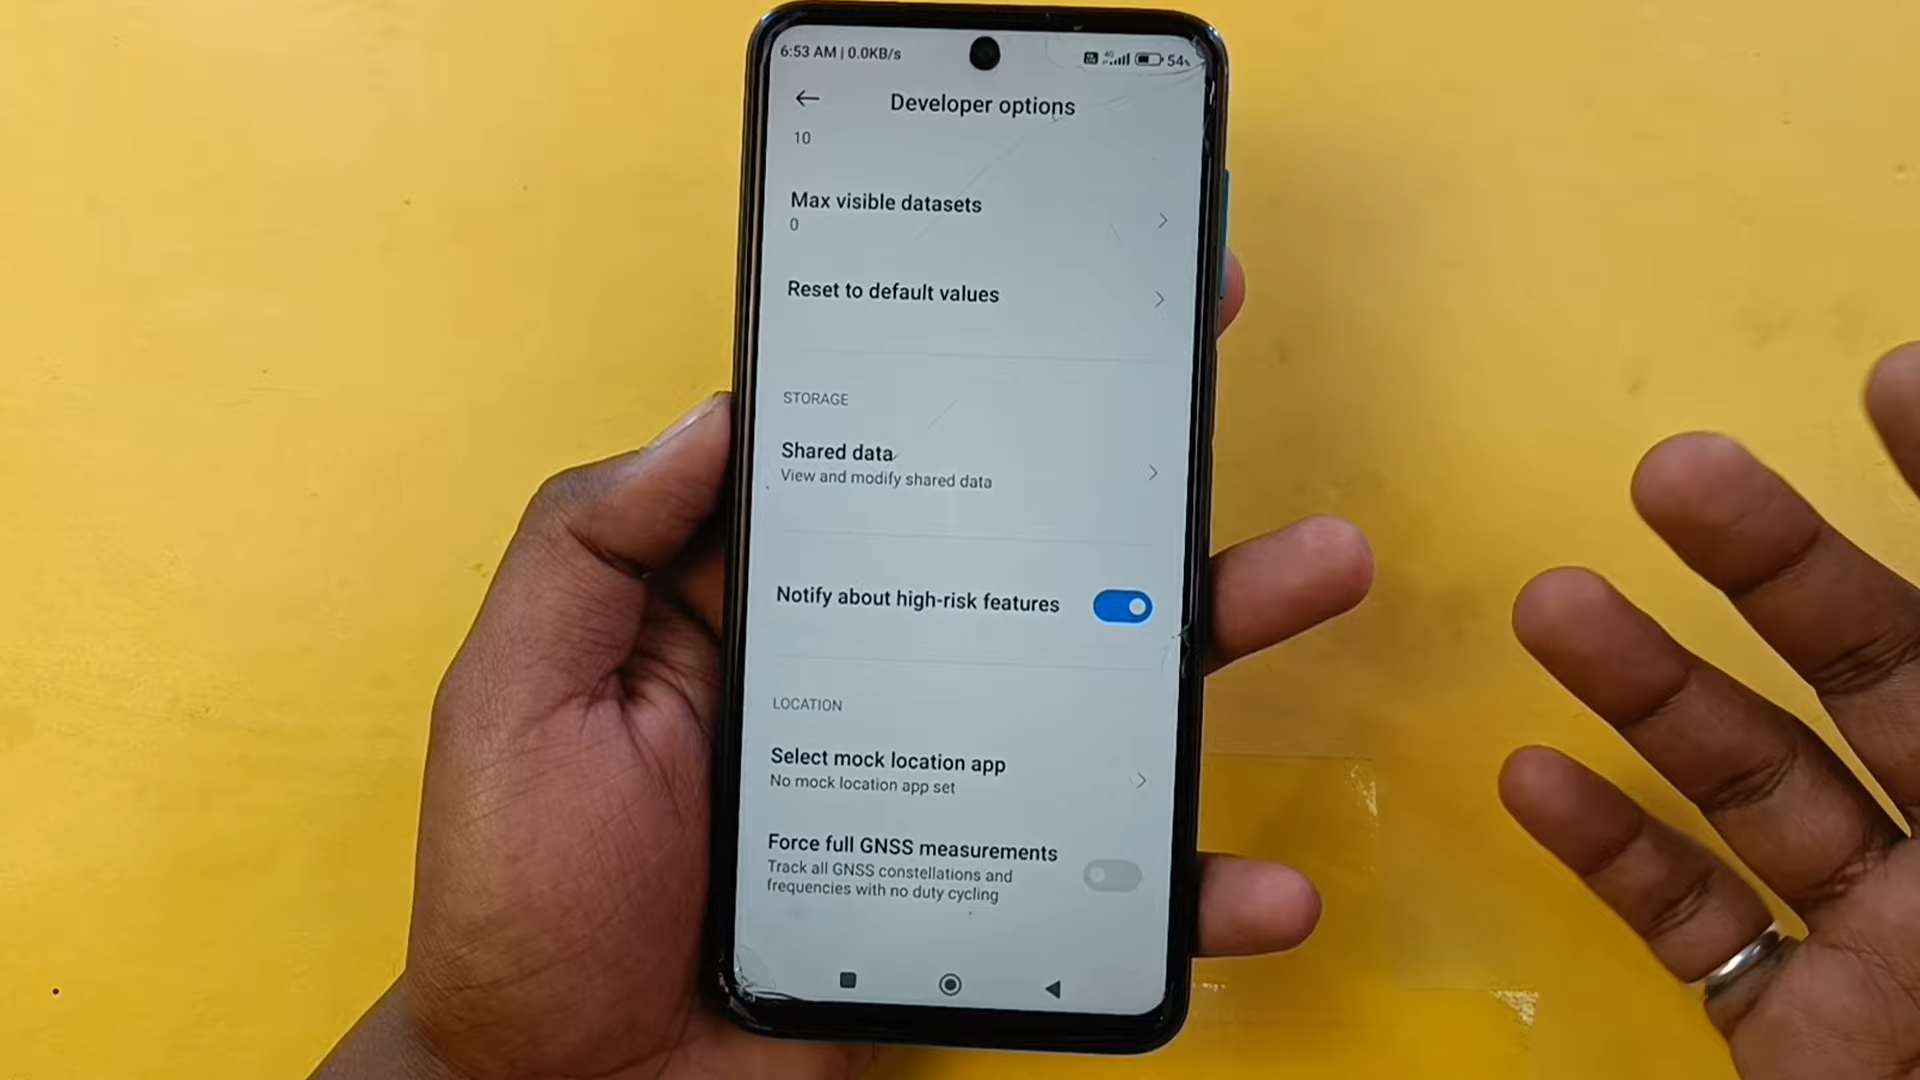 6:53 AM | 0.0KB/s
4G
54%
Developer options
10
Max visible datasets
0
Reset to default values
STORAGE
Shared data
View and modify shared data
Notify about high-risk features
LOCATION
Select mock location app
No mock location app set
Force full GNSS measurements
Track all GNSS constellations and
frequencies with no duty cycling